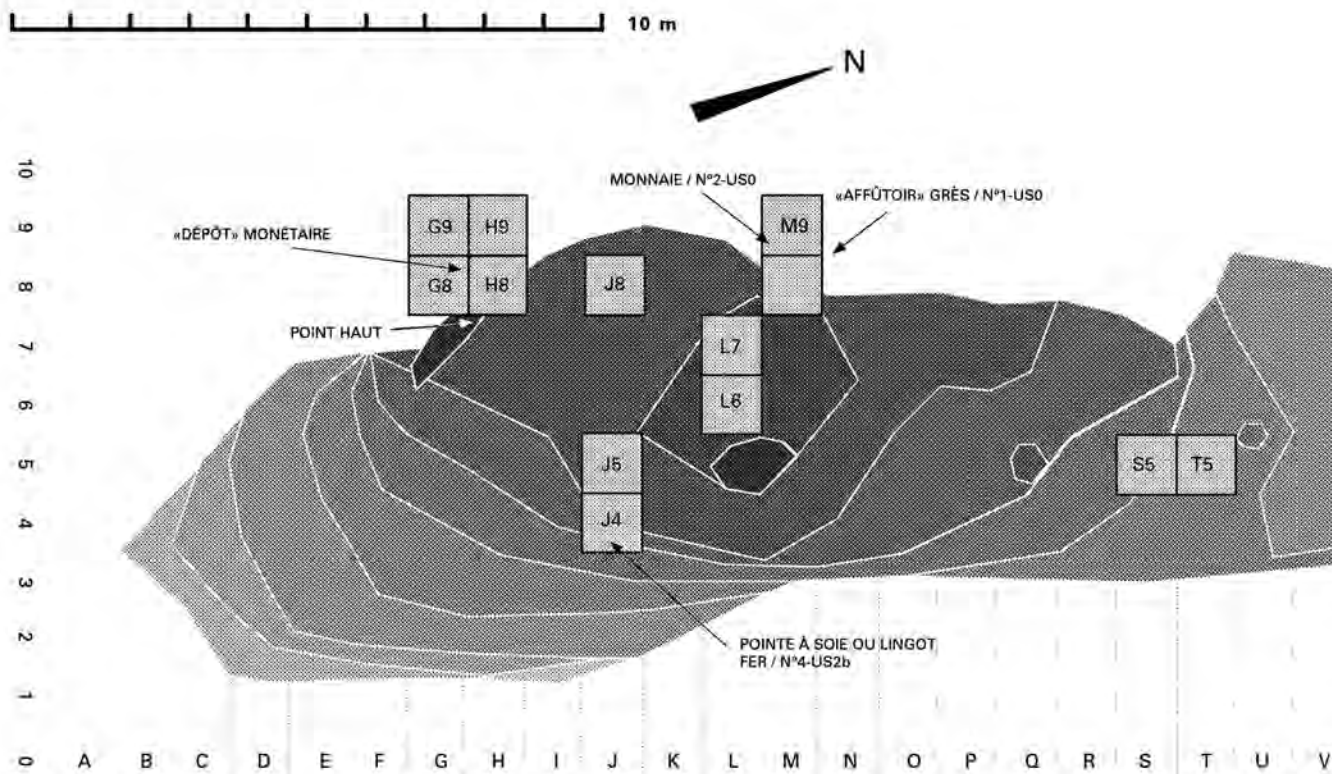 10 m
N
10
9
8
7
6
5
4
3
2
1
0
MONNAIE / N°2-US0
«AFFÛTOIR» GRÈS / N°1-US0
«DÉPÔT» MONÉTAIRE
G9 H9 M9
G8 H8 J8
POINT HAUT
L7
L6
J5 S5 T5
J4
POINTE À SOIE OU LINGOT
FER / N°4-US2b
A B C D E F G H I J K L M N O P Q R S T U V